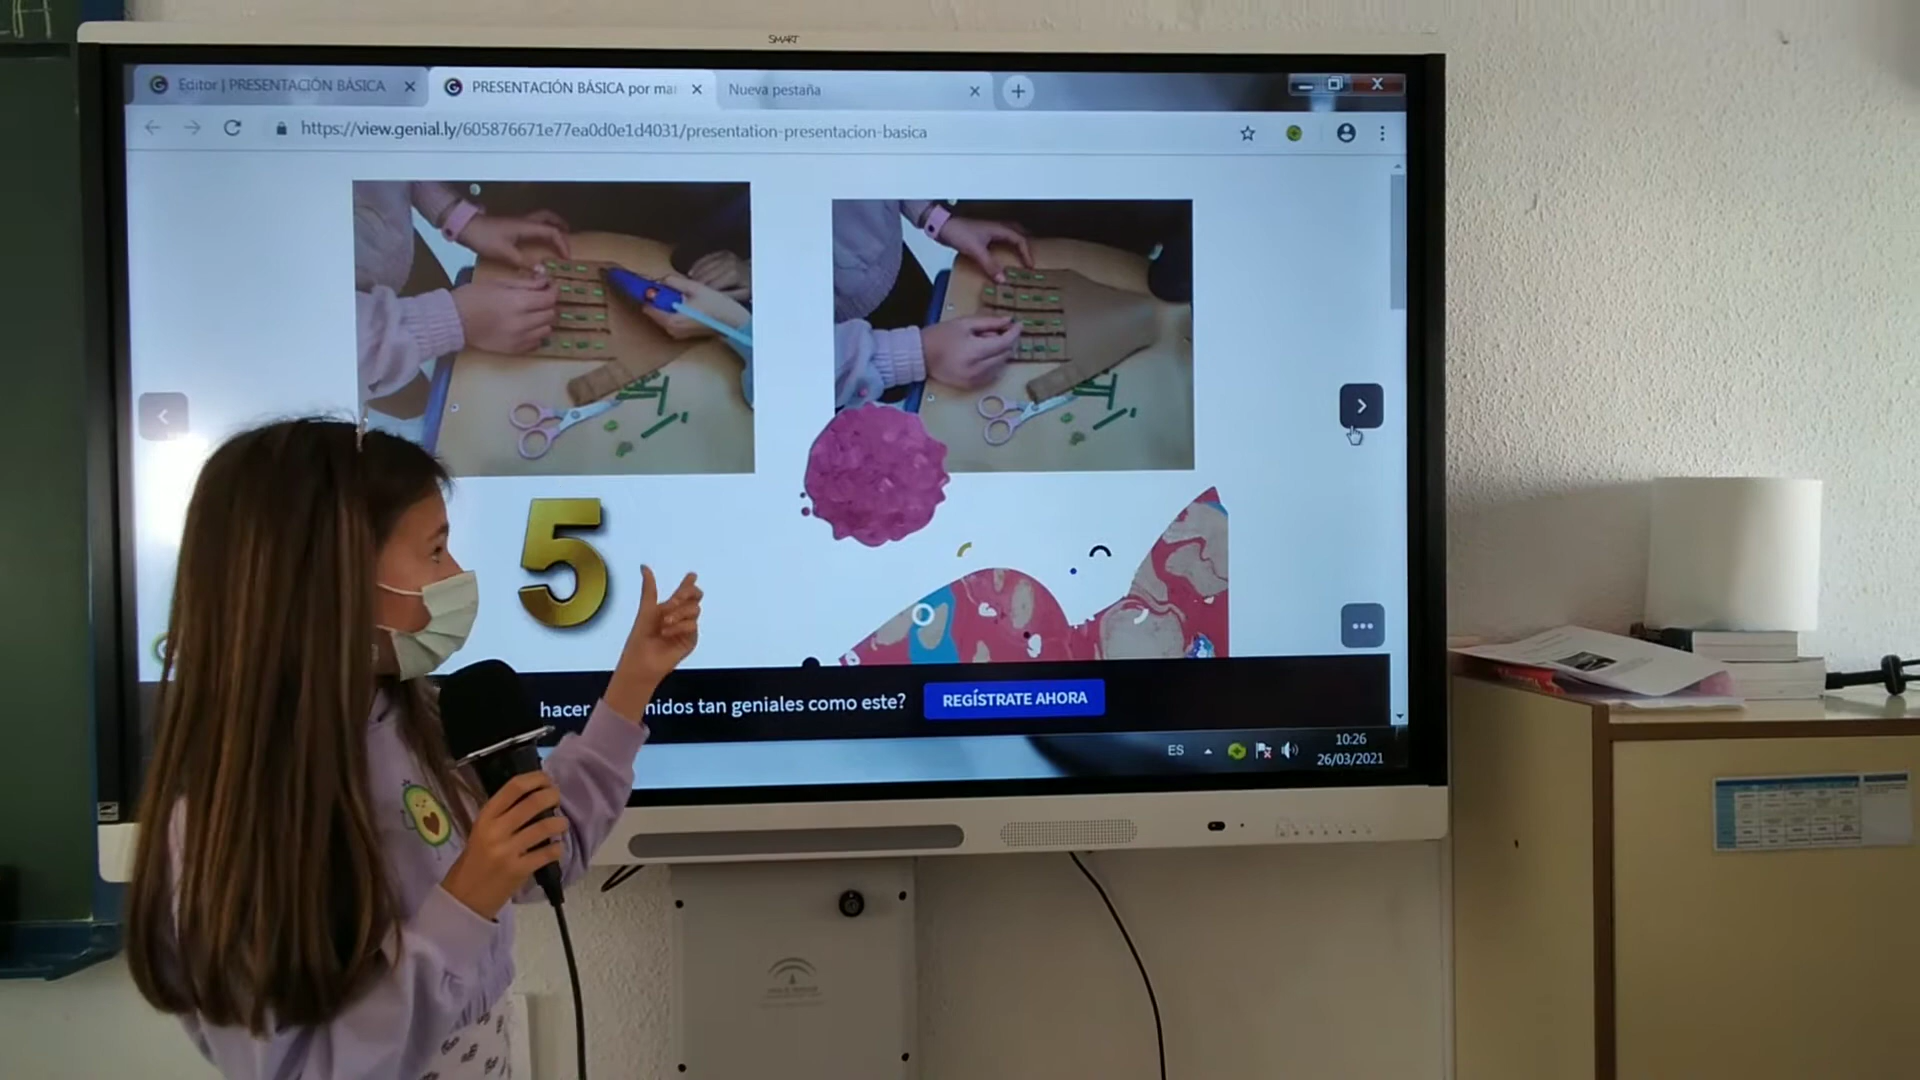 SMART
Editor | PRESENTACIÓN BÁSICA
PRESENTACIÓN BÁSICA por mar
Nueva pestaña
https://view.genial.ly/605876671e77ea0d0e1d4031/presentation-presentacion-basica
5
hacer
nidos tan geniales como este?
REGÍSTRATE AHORA
ES
10:26
26/03/2021